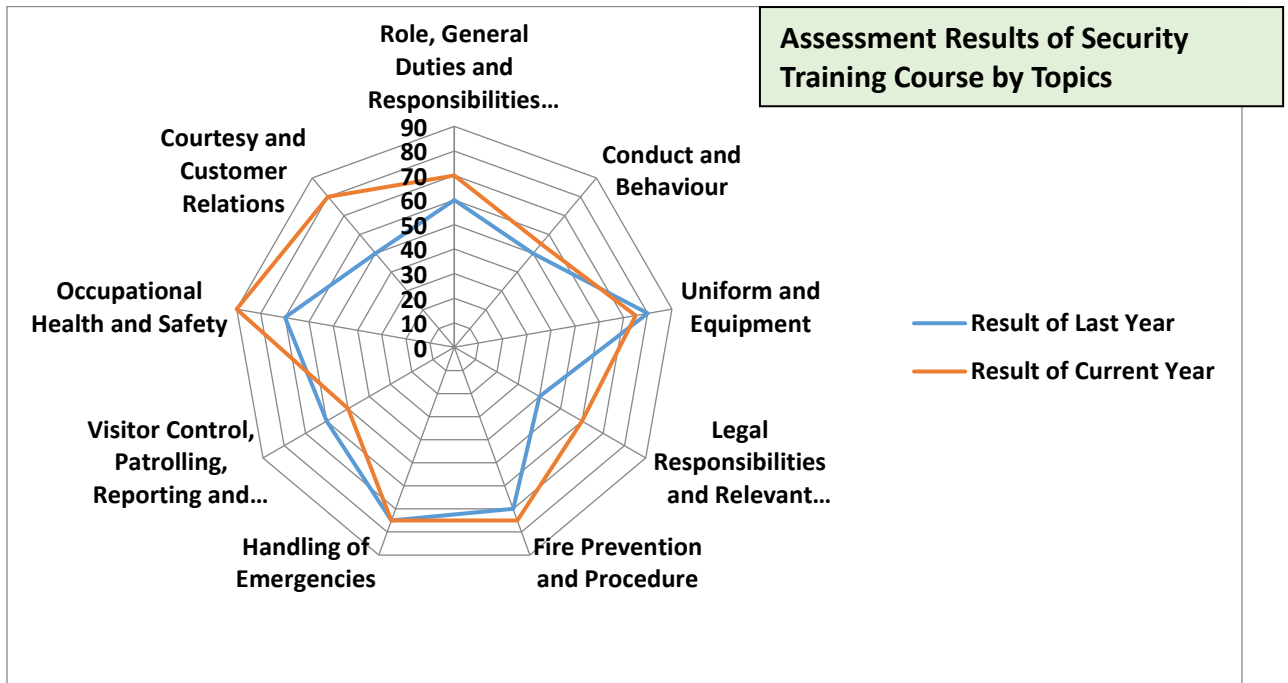 Assessment Results of Security
Training Course by Topics
Role, General
Duties and
Responsibilities...
Conduct and
Behaviour
Uniform and
Equipment
Legal
Responsibilities
and Relevant...
Fire Prevention
and Procedure
Handling of
Emergencies
Visitor Control,
Patrolling,
Reporting and...
Occupational
Health and Safety
Courtesy and
Customer
Relations
90
80
70
60
50
40
30
20
10
0
Result of Last Year
Result of Current Year